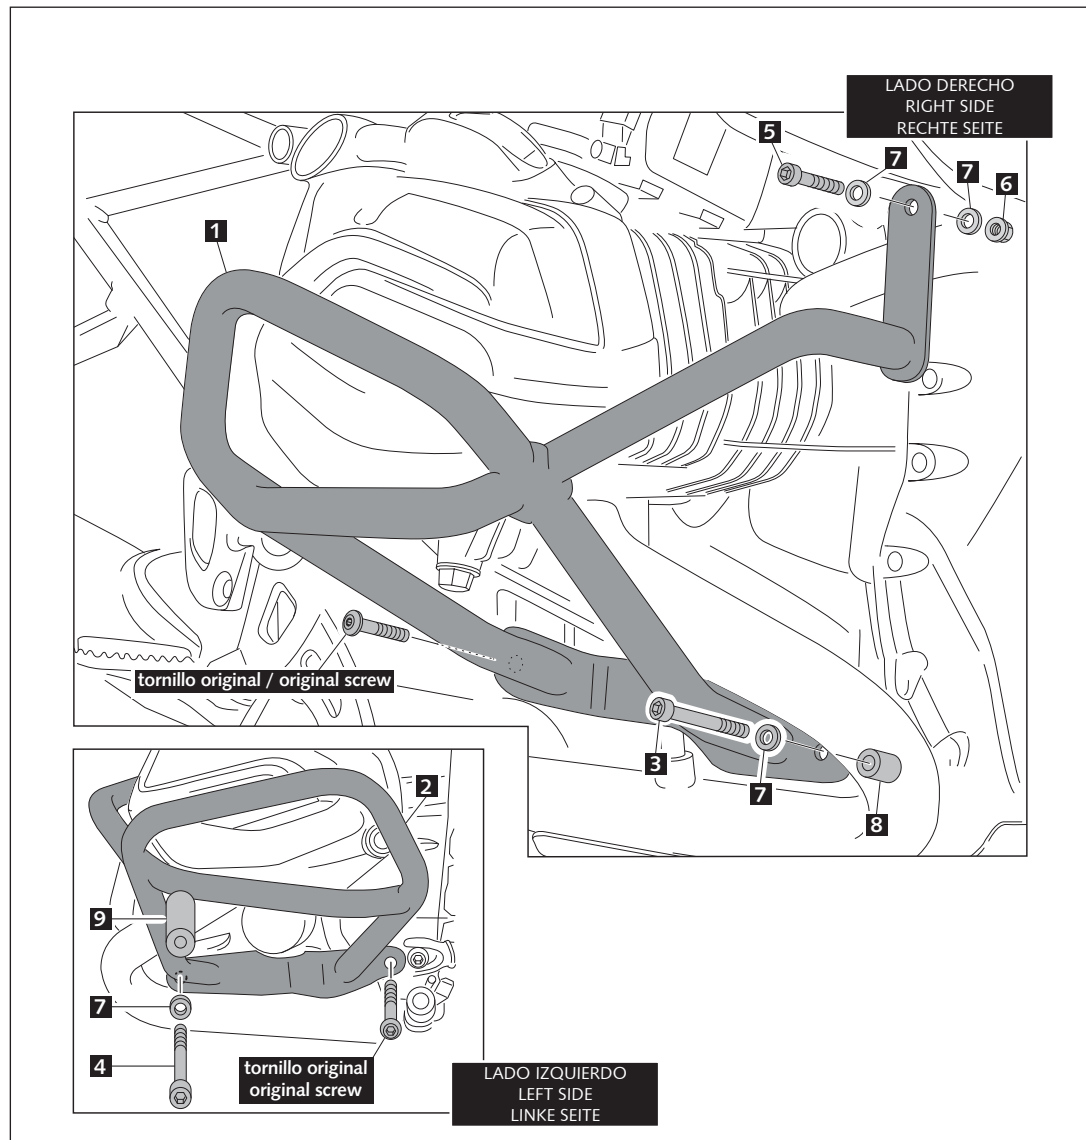 LADO DERECHO
RIGHT SIDE
RECHTE SEITE
5
7
7
6
1
tornillo original / original screw
3
7
8
2
9
7
4
tornillo original
original screw
LADO IZQUIERDO
LEFT SIDE
LINKE SEITE